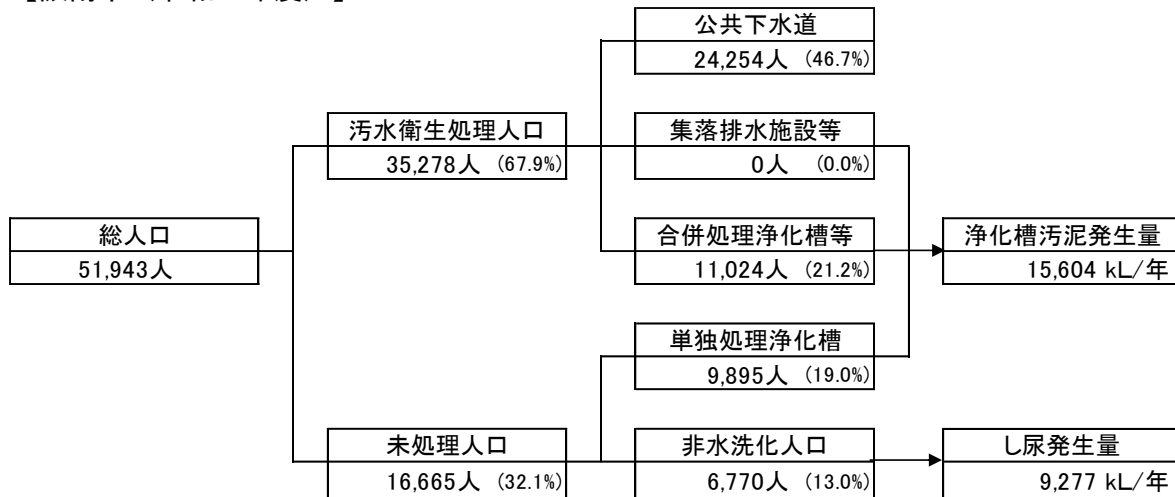 公共下水道
24,254人 (46.7%)
汚水衛生処理人口
35,278人 (67.9%)
集落排水施設等
0人 (0.0%)
総人口
51,943人
合併処理浄化槽等
11,024人 (21.2%)
浄化槽汚泥発生量
15,604 kL/年
単独処理浄化槽
9,895人 (19.0%)
未処理人口
16,665人 (32.1%)
非水洗化人口
6,770人 (13.0%)
し尿発生量
9,277 kL/年